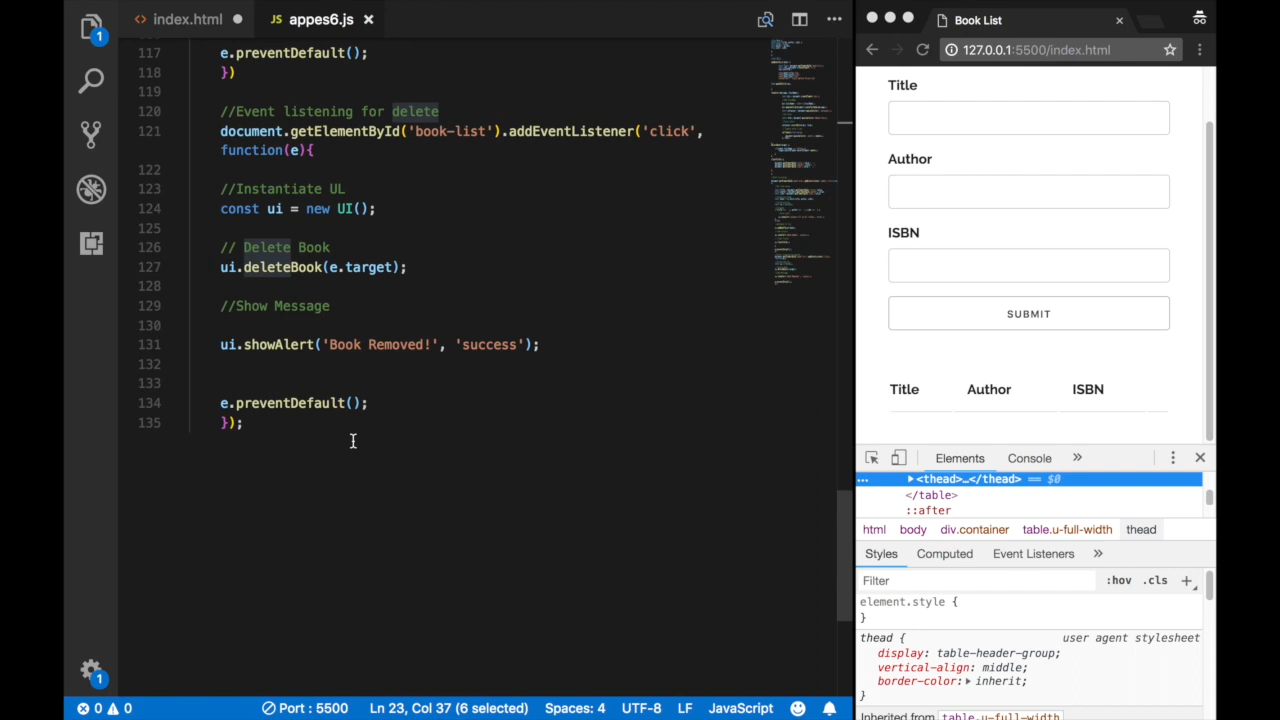 index.html
appes6.js
117 e.preventDefault();
118 })
119
120 //Event listening for delete
121 document.getElementById('book-list').addEventListener('click',
function(e){
122
123 //Instantiate UL
124 const ui = new UI();
125
126 // Delete Book
127 ui.deleteBook(e.target);
128
129 //Show Message
130
131 ui.showAlert('Book Removed!', 'success');
132
133
134 e.preventDefault();
135 });
1
1
0 0 Port : 5500 Ln 23, Col 37 (6 selected) Spaces: 4 UTF-8 LF JavaScript
Book List
127.0.0.1:5500/index.html
Title
Author
ISBN
SUBMIT
Title Author ISBN
Elements Console
<thead>…</thead> == $0
</table>
::after
html body div.container table.u-full-width thead
Styles Computed Event Listeners
Filter :hov .cls
element.style {
}
thead { user agent stylesheet
display: table-header-group;
vertical-align: middle;
border-color: inherit;
}
Inherited from table.u-full-width